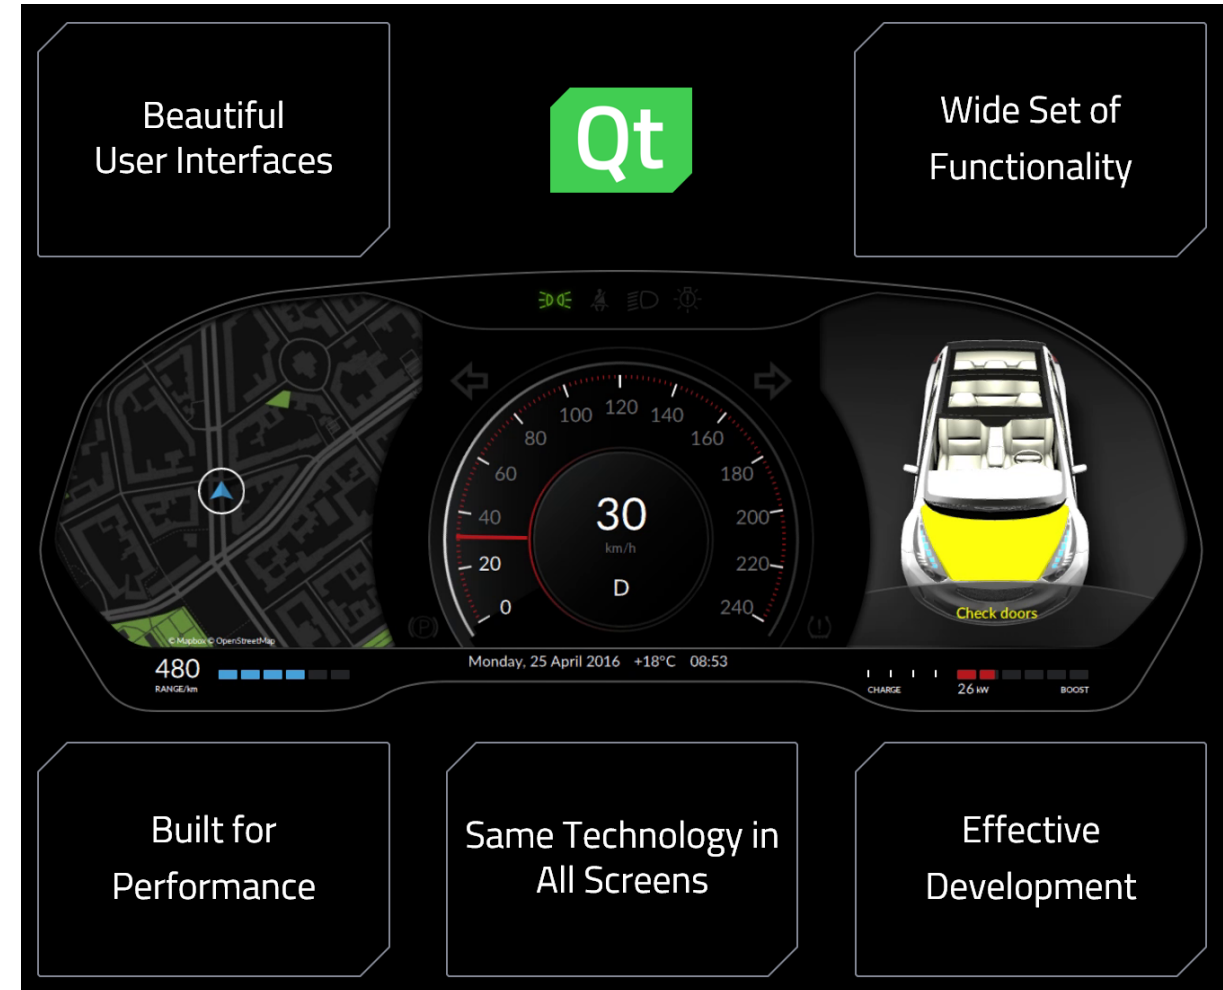 Beautiful
User Interfaces
Qt
Wide Set of
Functionality
0
20
40
60
80
100
120
140
160
180
200
220
240
30
km/h
D
P
Check doors
© Mapbox © OpenStreetMap
480
RANGE/km
Monday, 25 April 2016 +18°C 08:53
CHARGE
26 kW
BOOST
Built for
Performance
Same Technology in
All Screens
Effective
Development